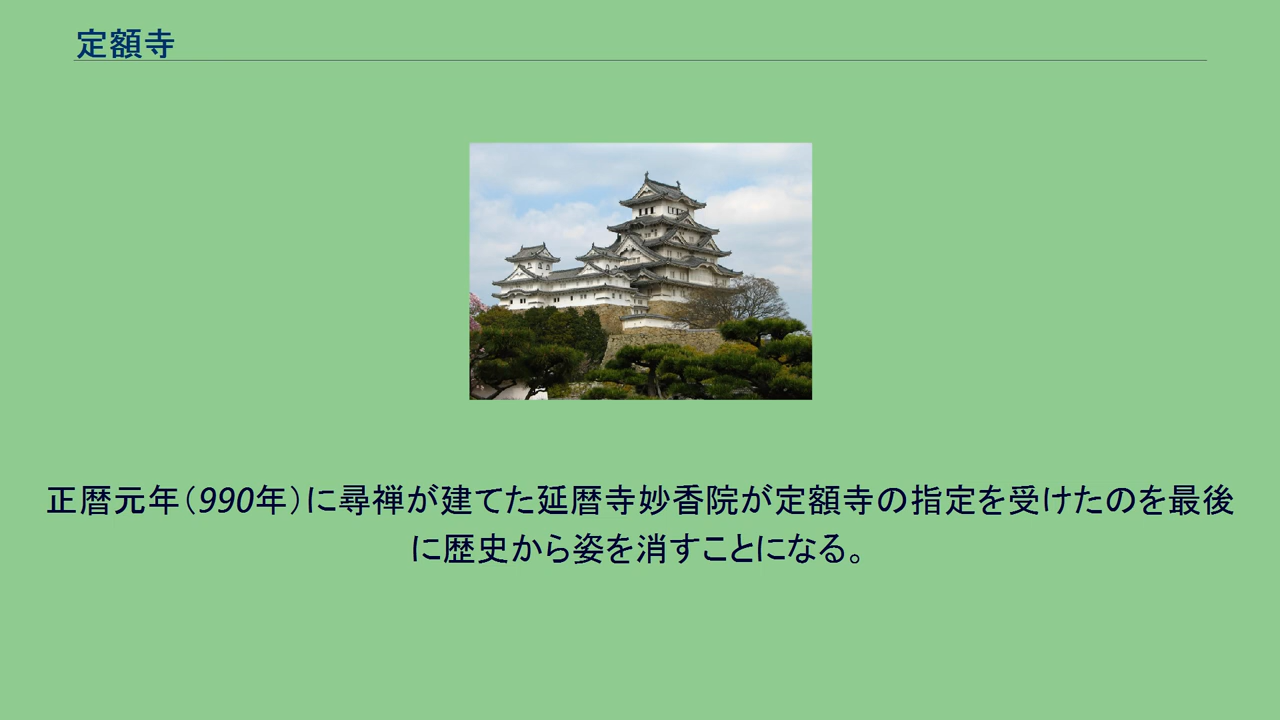 定額寺
正暦元年（990年）に尋禅が建てた延暦寺妙香院が定額寺の指定を受けたのを最後
に歴史から姿を消すことになる。